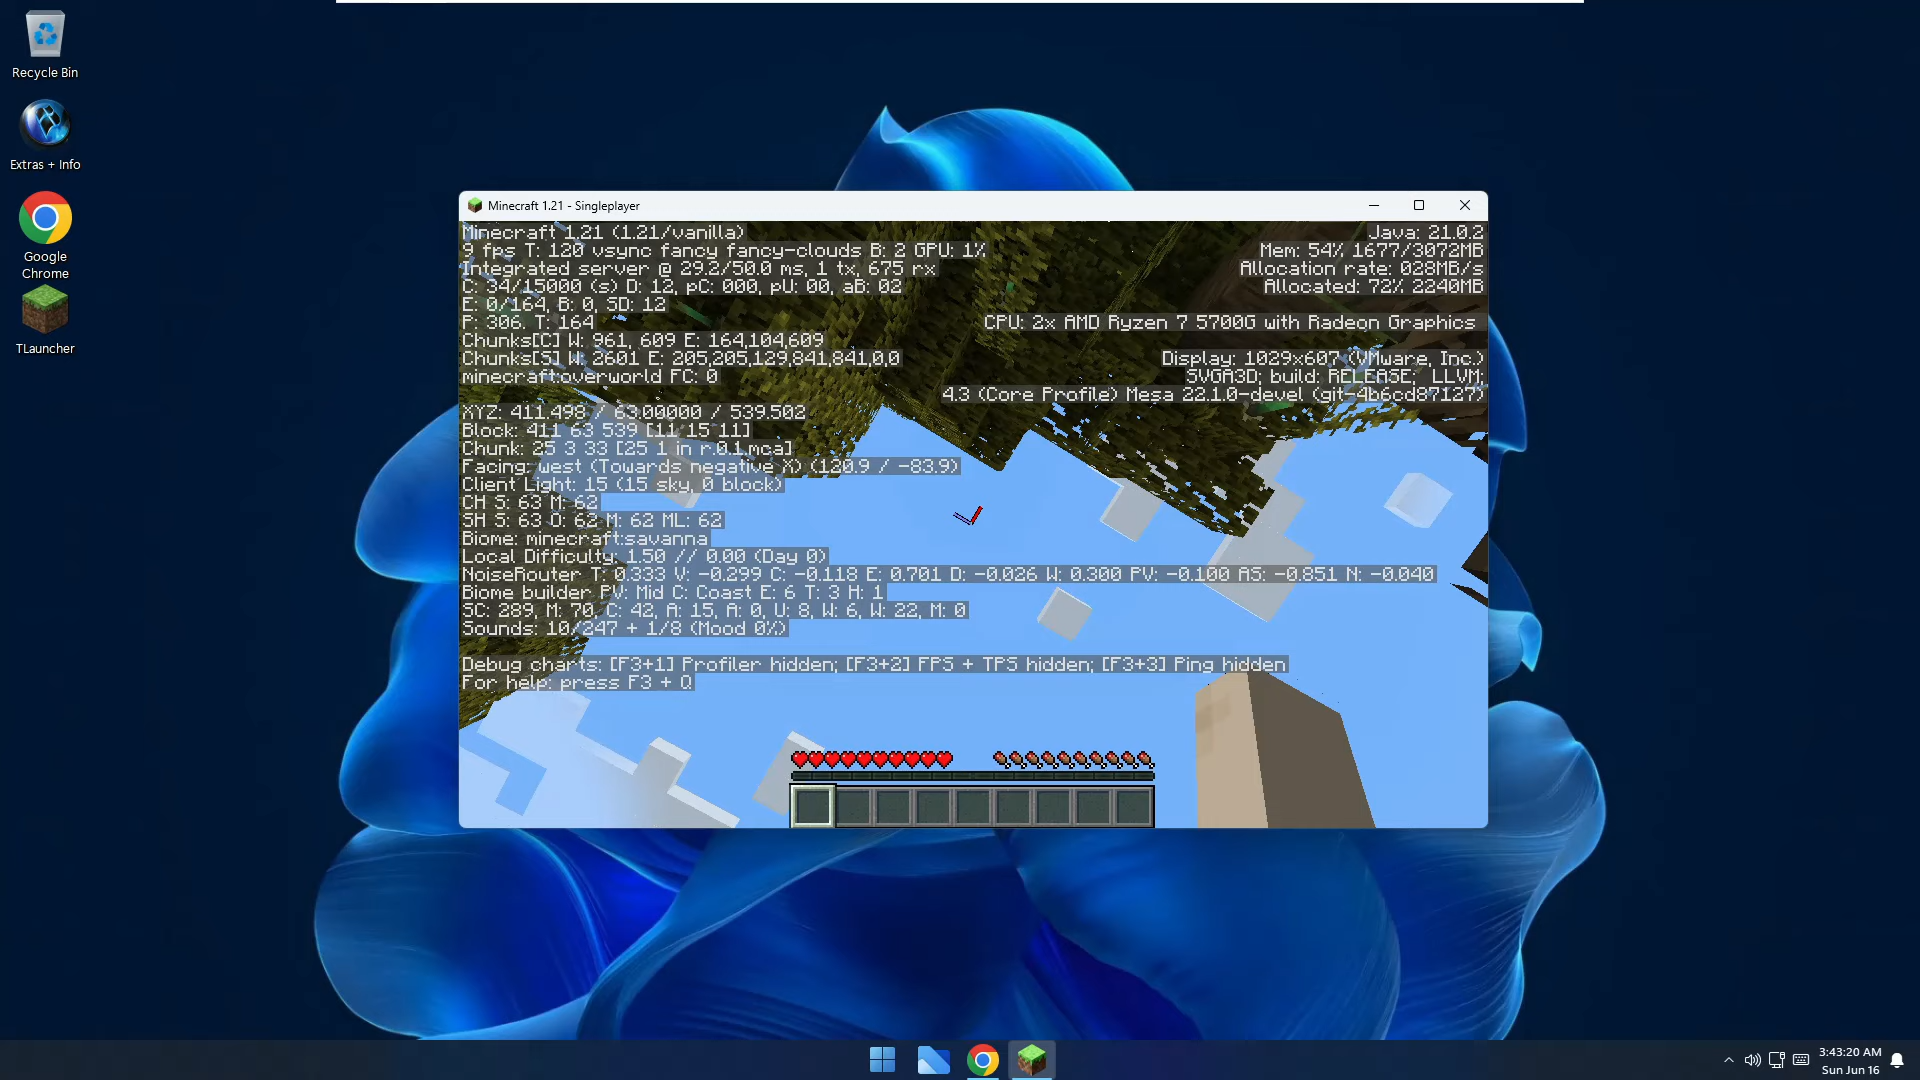 Recycle Bin
Extras + Info
Google
Chrome
TLauncher
Minecraft 1.21 - Singleplayer
Minecraft 1.21 (1.21/vanilla)
9 fps T: 120 vsync fancy fancy-clouds B: 2 GPU: 1%
Integrated server @ 29.2/50.0 ms, 1 tx, 675 rx
C: 34/15000 (s) D: 12, pC: 000, pU: 00, aB: 02
E: 0/164, B: 0, SD: 12
P: 306. T: 164
Chunks[C] W: 961, 609 E: 164,104,609
Chunks[S] W: 2601 E: 205,205,129,841,841,0,0
minecraft:overworld FC: 0
XYZ: 411.498 / 63.00000 / 539.502
Block: 411 63 539 [11 15 11]
Chunk: 25 3 33 [25 1 in r.0.1.mca]
Facing: west (Towards negative X) (120.9 / -83.9)
Client Light: 15 (15 sky, 0 block)
CH S: 63 M: 62
SH S: 63 O: 62 M: 62 ML: 62
Biome: minecraft:savanna
Local Difficulty: 1.50 // 0.00 (Day 0)
NoiseRouter T: 0.333 V: -0.299 C: -0.118 E: 0.701 D: -0.026 W: 0.300 PV: -0.100 AS: -0.851 N: -0.040
Biome builder PV: Mid C: Coast E: 6 T: 3 H: 1
SC: 289, M: 70, C: 42, A: 15, A: 0, U: 8, W: 6, W: 22, M: 0
Sounds: 10/247 + 1/8 (Mood 0%)
Debug charts: [F3+1] Profiler hidden; [F3+2] FPS + TPS hidden; [F3+3] Ping hidden
For help: press F3 + Q
Java: 21.0.2
Mem: 54% 1677/3072MB
Allocation rate: 028MB/s
Allocated: 72% 2240MB
CPU: 2x AMD Ryzen 7 5700G with Radeon Graphics
Display: 1029x607 (VMware, Inc.)
SVGA3D; build: RELEASE; LLVM;
4.3 (Core Profile) Mesa 22.1.0-devel (git-4b6cd87127)
3:43:20 AM
Sun Jun 16